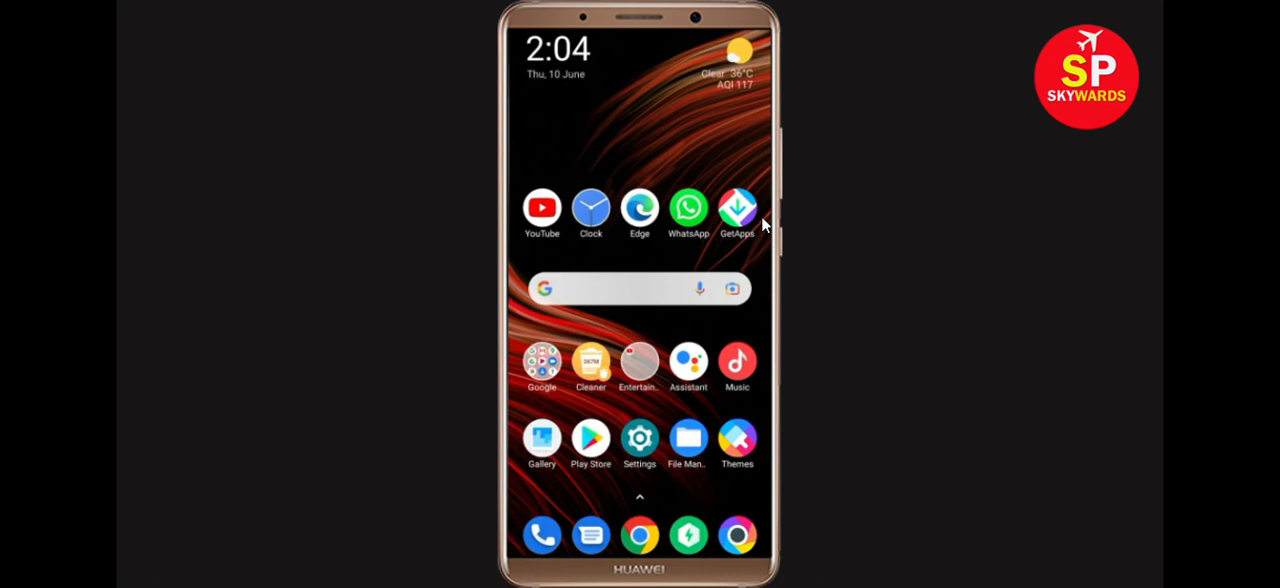 2:04
Thu, 10 June
Clear 36°C
AQI 117
SP
SKYWARDS
YouTube
Clock
Edge
WhatsApp
GetApps
Google
Cleaner
Entertain..
Assistant
Music
Gallery
Play Store
Settings
File Man..
Themes
HUAWEI